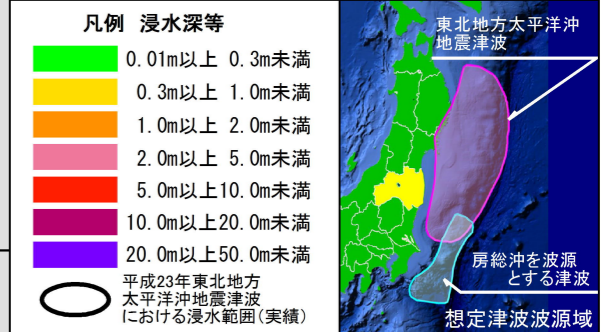 凡例 浸水深等
0.01m以上 0.3m未満
0.3m以上 1.0m未満
1.0m以上 2.0m未満
2.0m以上 5.0m未満
5.0m以上10.0m未満
10.0m以上20.0m未満
20.0m以上50.0m未満
平成23年東北地方
太平洋沖地震津波
における浸水範囲(実績)
東北地方太平洋沖
地震津波
房総沖を波源
とする津波
想定津波波源域